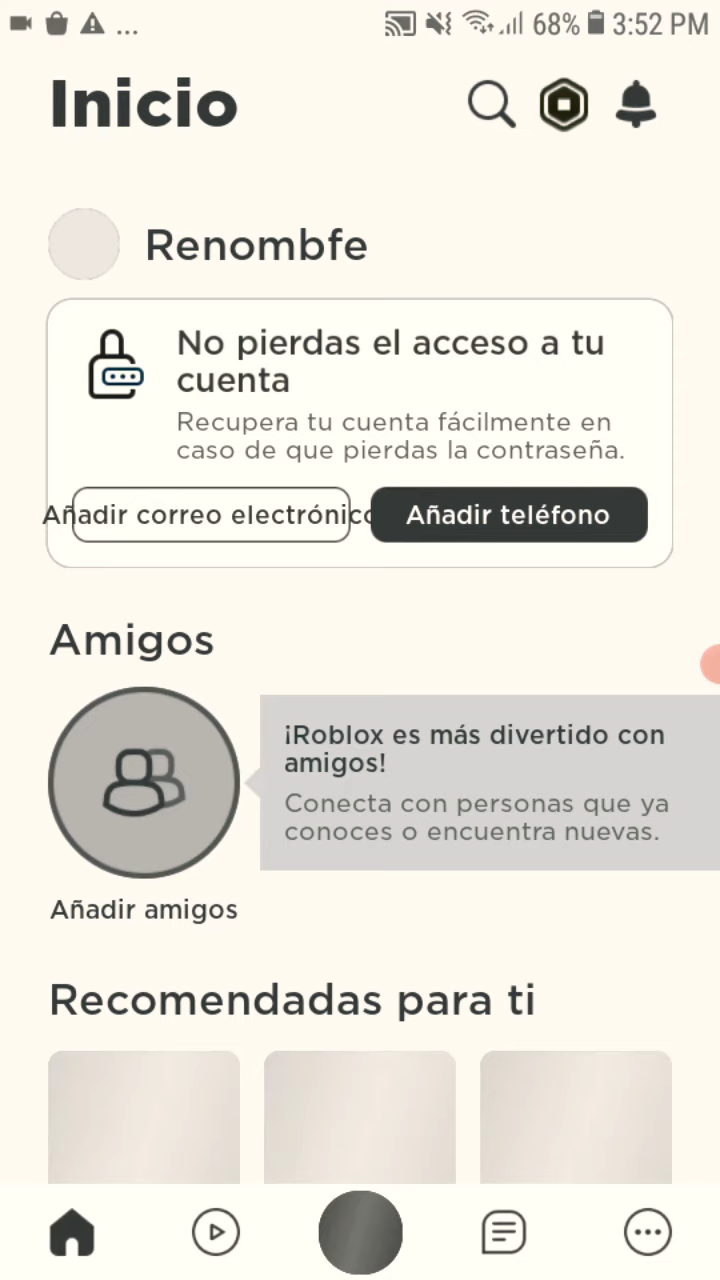 ... 68% 3:52 PM
Inicio
Renombfe
No pierdas el acceso a tu
cuenta
Recupera tu cuenta fácilmente en
caso de que pierdas la contraseña.
Añadir correo electrónico Añadir teléfono
Amigos
¡Roblox es más divertido con
amigos!
Conecta con personas que ya
conoces o encuentra nuevas.
Añadir amigos
Recomendadas para ti